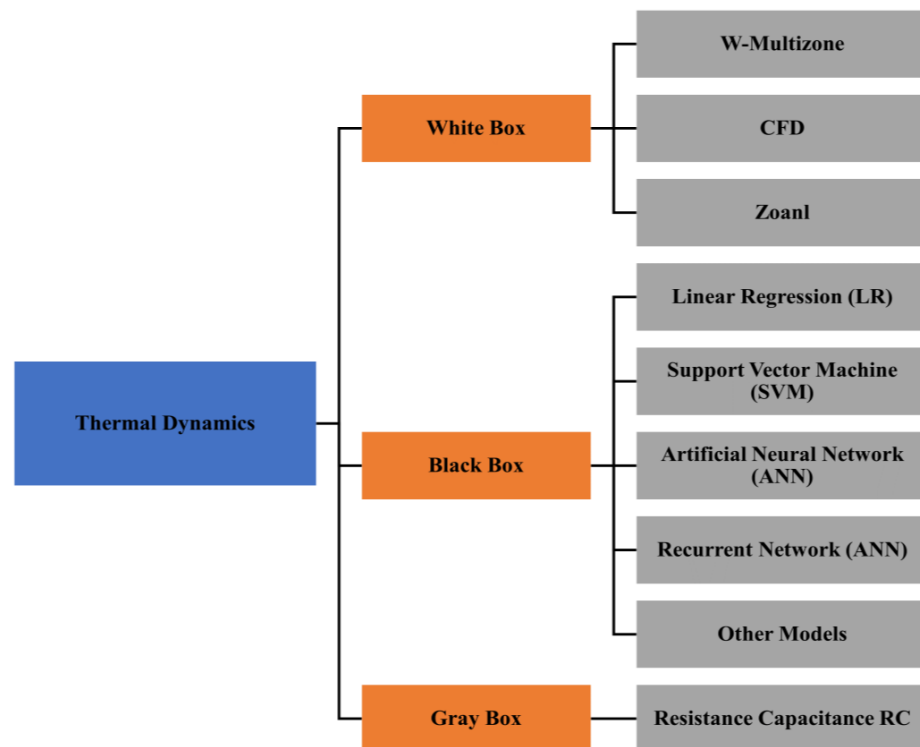 W-Multizone
White Box
CFD
Zoanl
Linear Regression (LR)
Support Vector Machine
(SVM)
Thermal Dynamics
Black Box
Artificial Neural Network
(ANN)
Recurrent Network (ANN)
Other Models
Gray Box
Resistance Capacitance RC